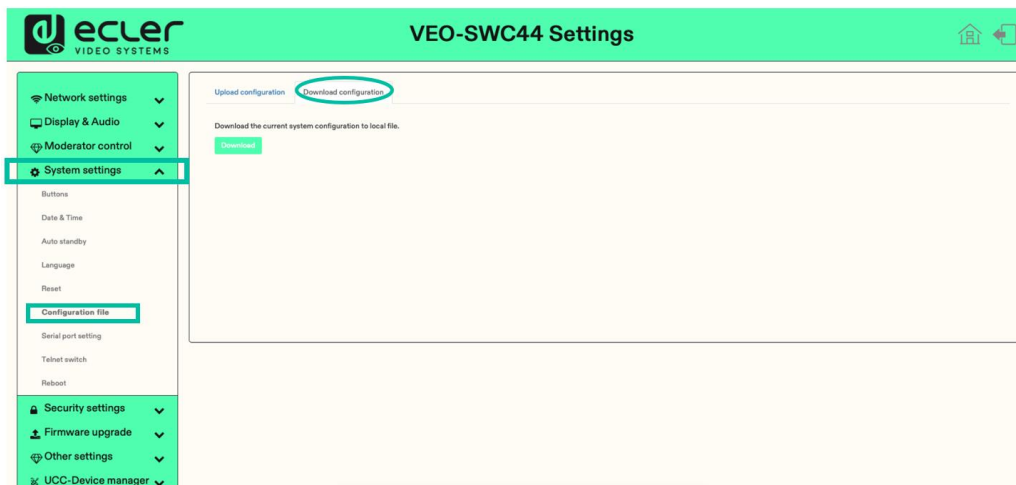 ecler
VIDEO SYSTEMS
VEO-SWC44 Settings
Network settings
Display & Audio
Moderator control
System settings
Buttons
Date & Time
Auto standby
Language
Reset
Configuration file
Serial port setting
Telnet switch
Reboot
Security settings
Firmware upgrade
Other settings
UCC-Device manager
Upload configuration
Download configuration
Download the current system configuration to local file.
Download